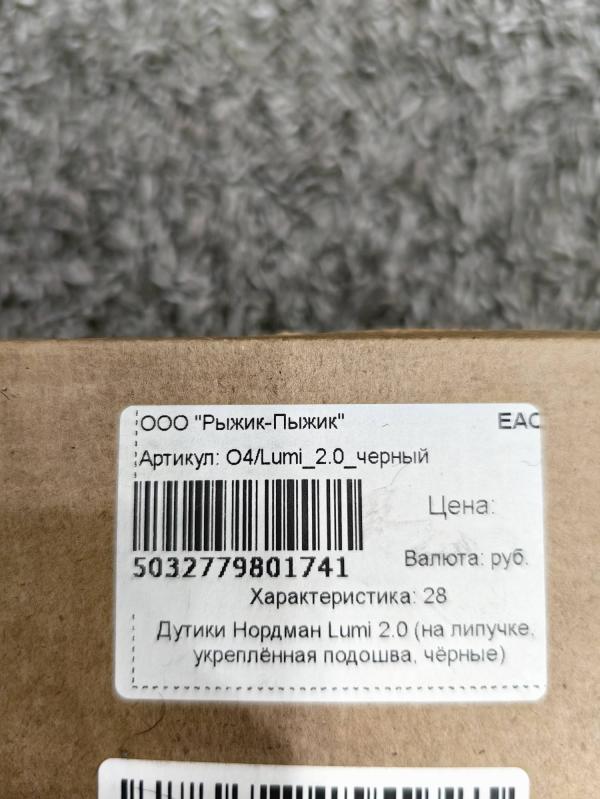 ООО "Рыжик-Пыжик" ЕАС
Артикул: О4/Lumi_2.0_черный
Цена:
5032779801741
Валюта: руб.
Характеристика: 28
Дутики Нордман Lumi 2.0 (на липучке,
укреплённая подошва, чёрные)